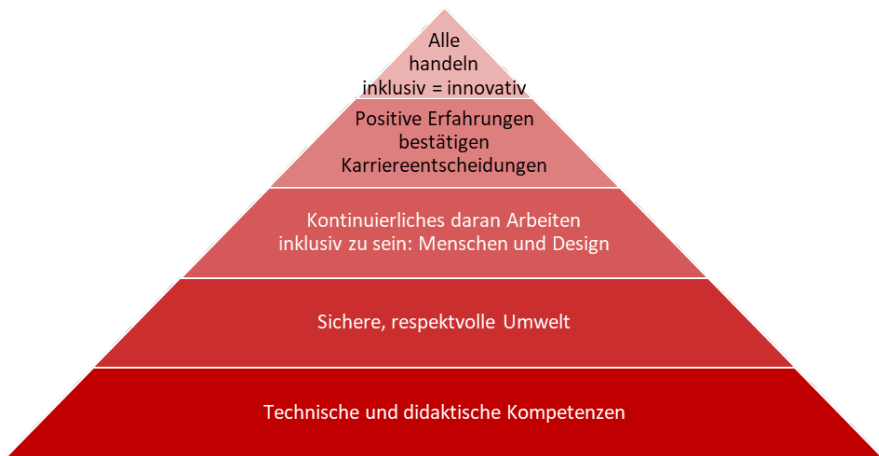 Alle
handeln
inklusiv = innovativ
Positive Erfahrungen
bestätigen
Karriereentscheidungen
Kontinuierliches daran Arbeiten
inklusiv zu sein: Menschen und Design
Sichere, respektvolle Umwelt
Technische und didaktische Kompetenzen